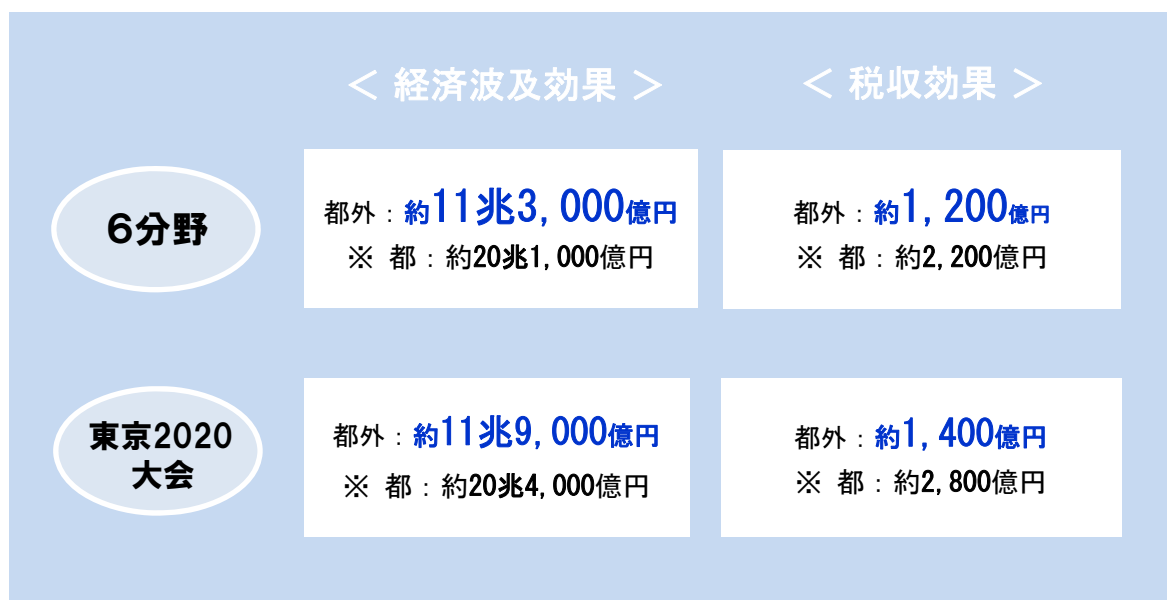 ＜ 経済波及効果 ＞
＜ 税収効果 ＞
６分野
都外：約11兆3,000億円
※ 都：約20兆1,000億円
都外：約1,200億円
※ 都：約2,200億円
東京2020
大会
都外：約11兆9,000億円
※ 都：約20兆4,000億円
都外：約1,400億円
※ 都：約2,800億円